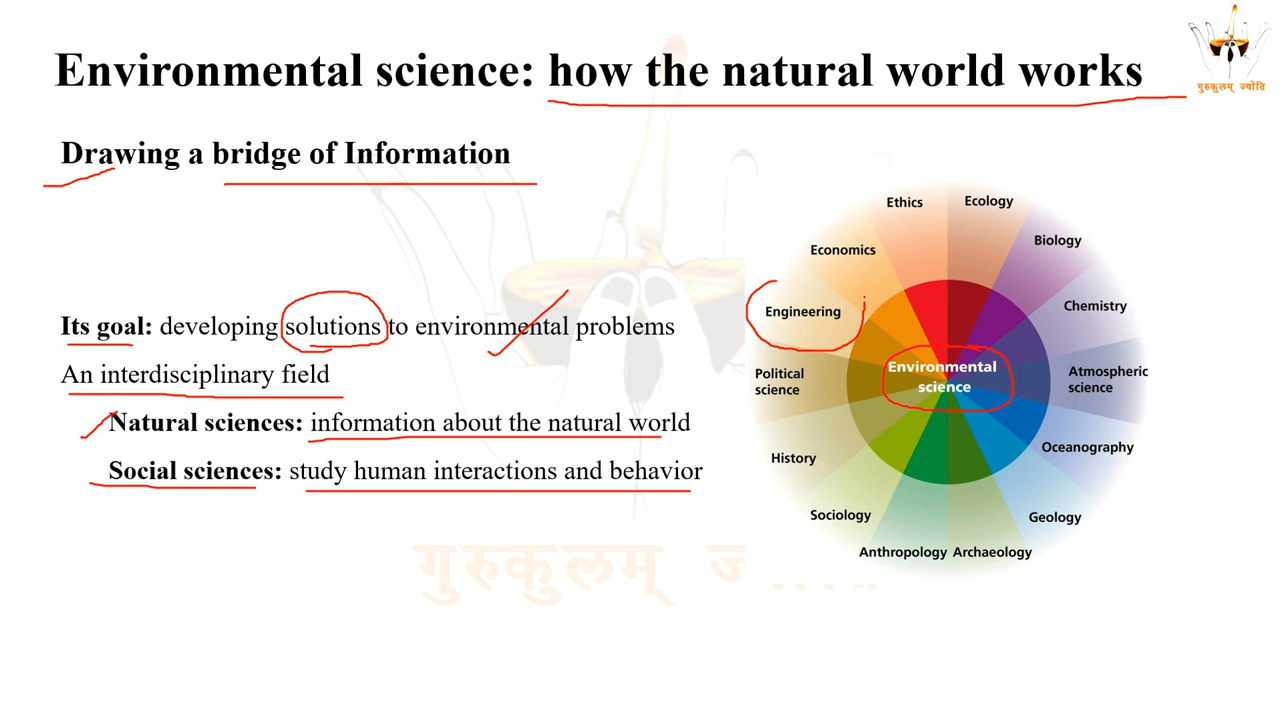 Environmental science: how the natural world works
गुरुकुलम् ज्योति
Drawing a bridge of Information
Its goal: developing solutions to environmental problems
An interdisciplinary field
Natural sciences: information about the natural world
Social sciences: study human interactions and behavior
Ethics
Ecology
Biology
Chemistry
Atmospheric
science
Oceanography
Geology
Archaeology
Anthropology
Sociology
History
Political
science
Engineering
Economics
Environmental
science
गुरुकुलम् ज